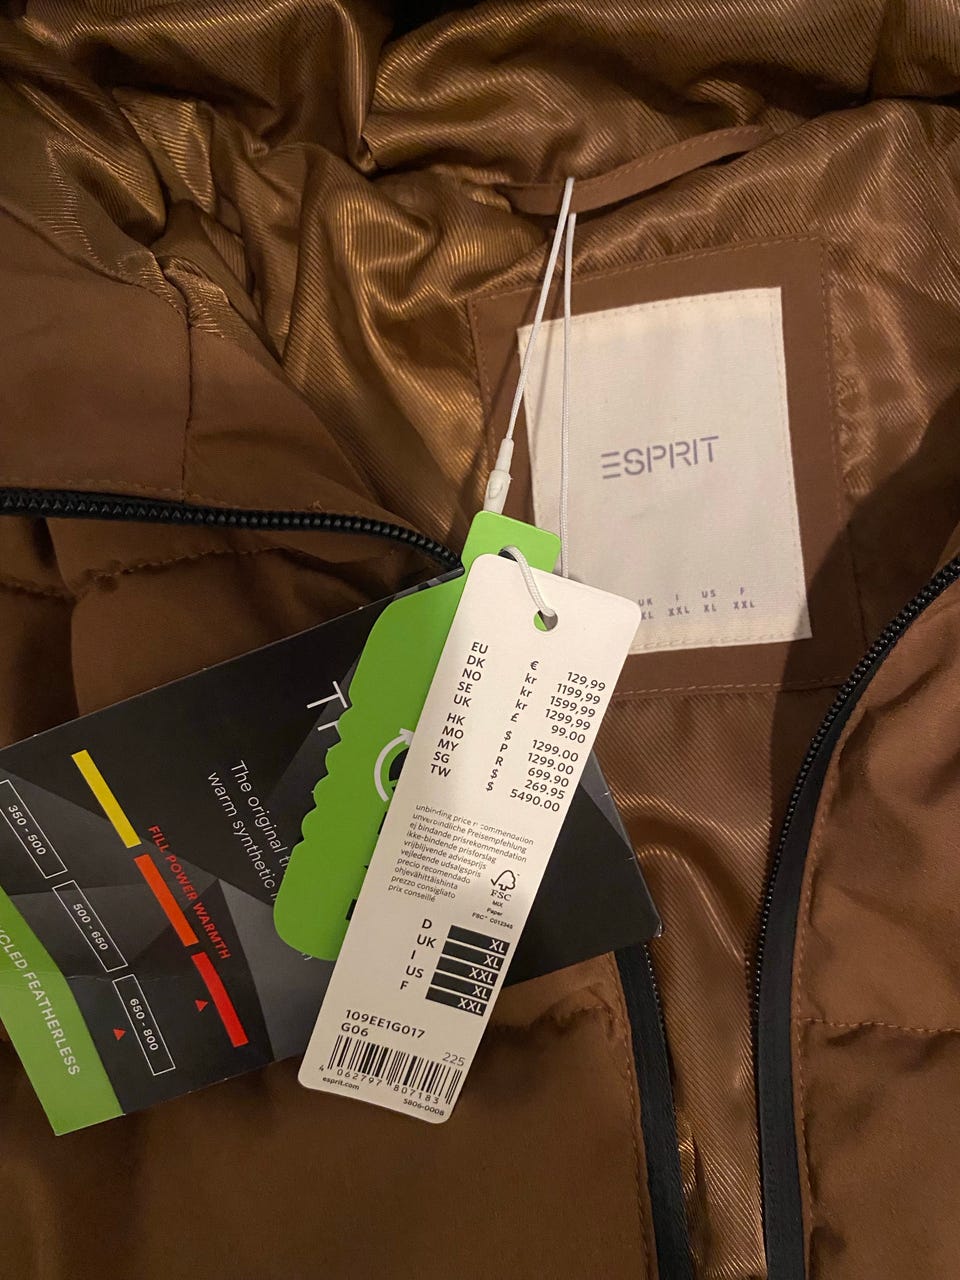 ESPRIT
UK I US F
XL XXL XL XXL
EU € 129,99
DK kr 1199,99
NO kr 1599,99
SE kr 1299,99
UK £ 99.00
HK $ 1299.00
MO P 1299.00
MY R 699.90
SG $ 269.95
TW $ 5490.00
unbinding price recommendation
unverbindliche Preisempfehlung
ej bindande prisrekommendation
ikke-bindende prisforslag
vrijblijvende adviesprijs
vejledende udsalgspris
precio recomendado
ohjevähittäishinta
prezzo consigliato
prix conseillé
FSC
MIX
Paper
FSC™ C012345
D XL
UK XL
I XXL
US XL
F XXL
109EE1G017
G06
225
4 062797 807183
esprit.com
5806-0008
The original
warm synthetic
FILL POWER WARMTH
350 - 500
500 - 650
650 - 800
FEATHERLESS